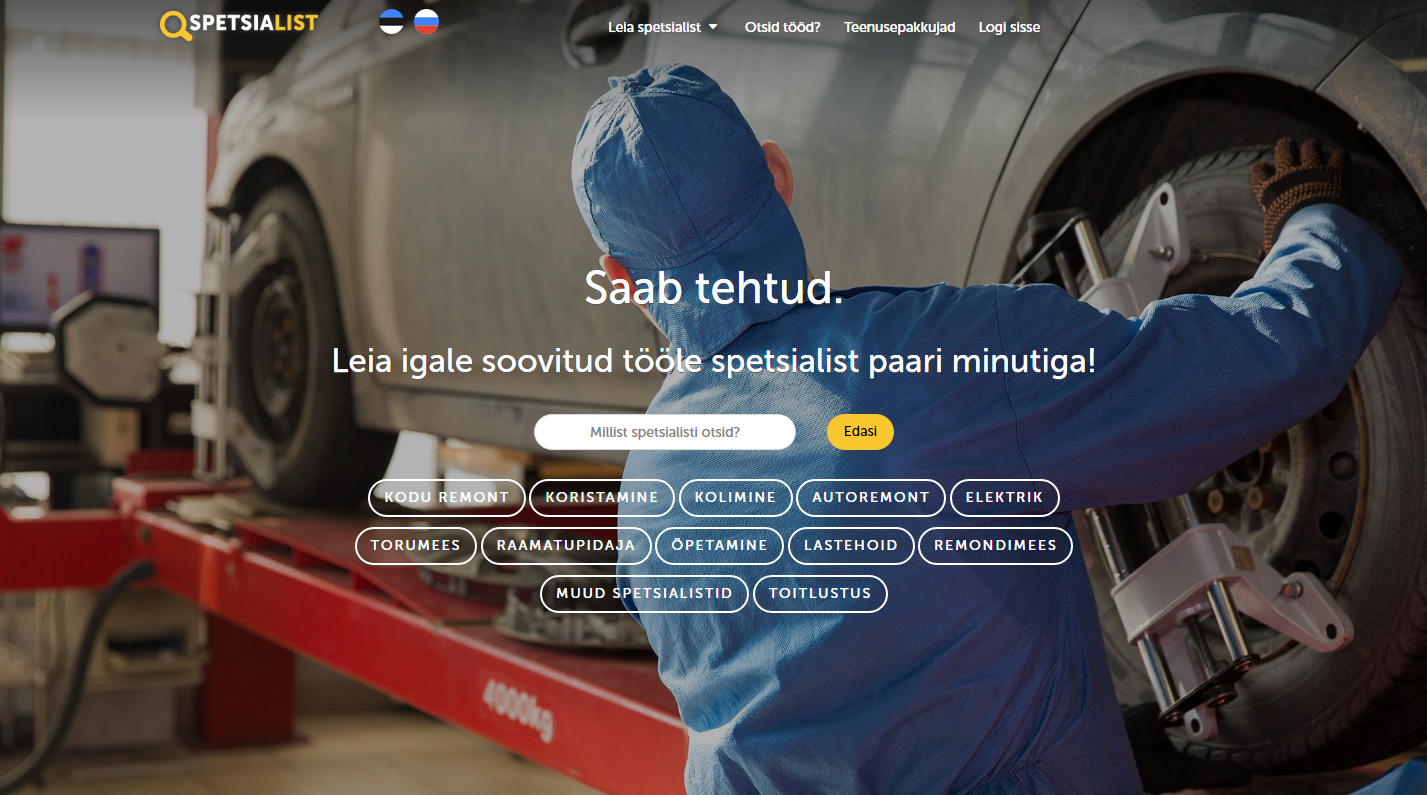 SPETSIALIST
Leia spetsialist Otsid tööd? Teenusepakkujad Logi sisse
Saab tehtud.
Leia igale soovitud tööle spetsialist paari minutiga!
Millist spetsialisti otsid? Edasi
KODU REMONT KORISTAMINE KOLIMINE AUTOREMONT ELEKTRIK
TORUMEES RAAMATUPIDAJA ÕPETAMINE LASTEHOID REMONDIMEES
MUUD SPETSIALISTID TOITLUSTUS
4000kg